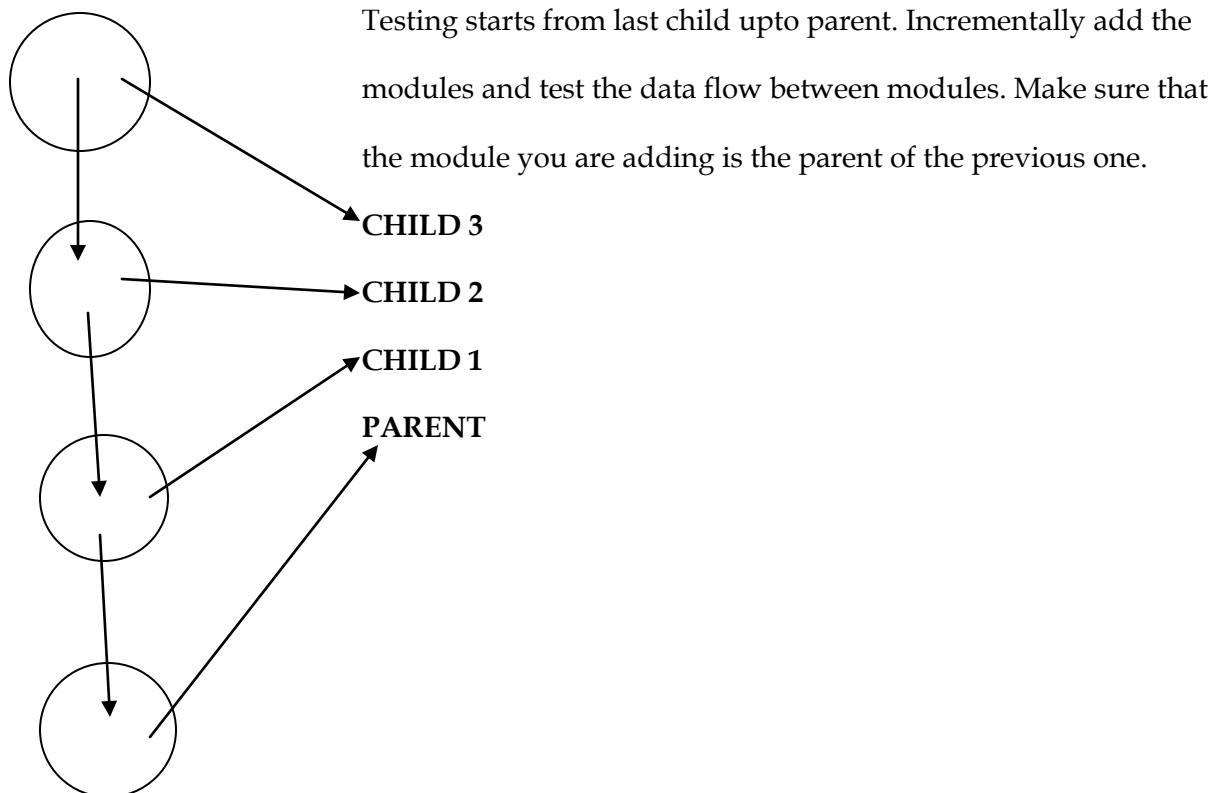 Testing starts from last child upto parent. Incrementally add the
modules and test the data flow between modules. Make sure that
the module you are adding is the parent of the previous one.
CHILD 3
CHILD 2
CHILD 1
PARENT